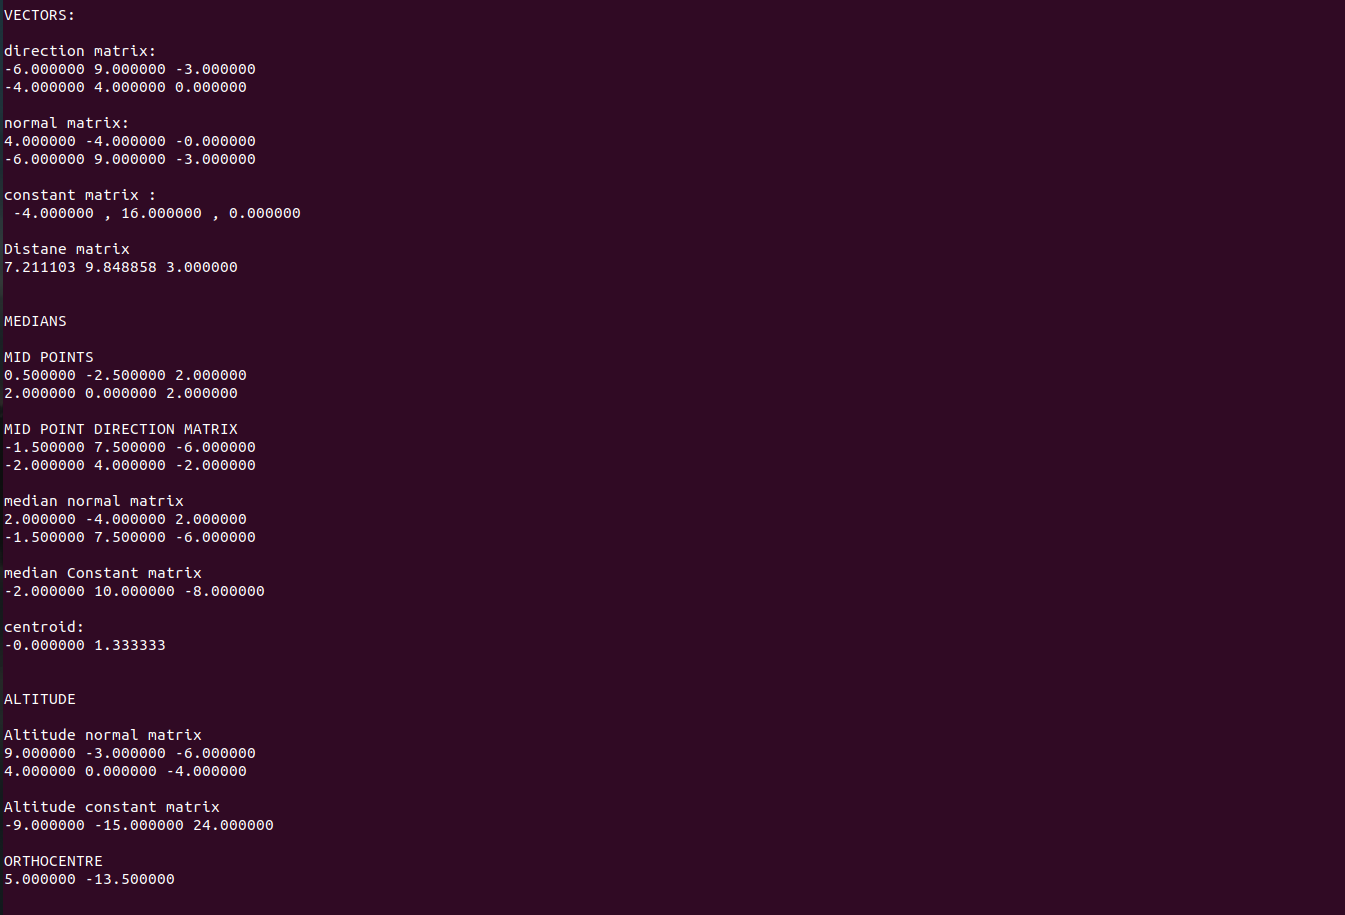 VECTORS:
direction matrix:
-6.000000 9.000000 -3.000000
-4.000000 4.000000 0.000000
normal matrix:
4.000000 -4.000000 -0.000000
-6.000000 9.000000 -3.000000
constant matrix :
-4.000000 , 16.000000 , 0.000000
Distane matrix
7.211103 9.848858 3.000000
MEDIANS
MID POINTS
0.500000 -2.500000 2.000000
2.000000 0.000000 2.000000
MID POINT DIRECTION MATRIX
-1.500000 7.500000 -6.000000
-2.000000 4.000000 -2.000000
median normal matrix
2.000000 -4.000000 2.000000
-1.500000 7.500000 -6.000000
median Constant matrix
-2.000000 10.000000 -8.000000
centroid:
-0.000000 1.333333
ALTITUDE
Altitude normal matrix
9.000000 -3.000000 -6.000000
4.000000 0.000000 -4.000000
Altitude constant matrix
-9.000000 -15.000000 24.000000
ORTHOCENTRE
5.000000 -13.500000